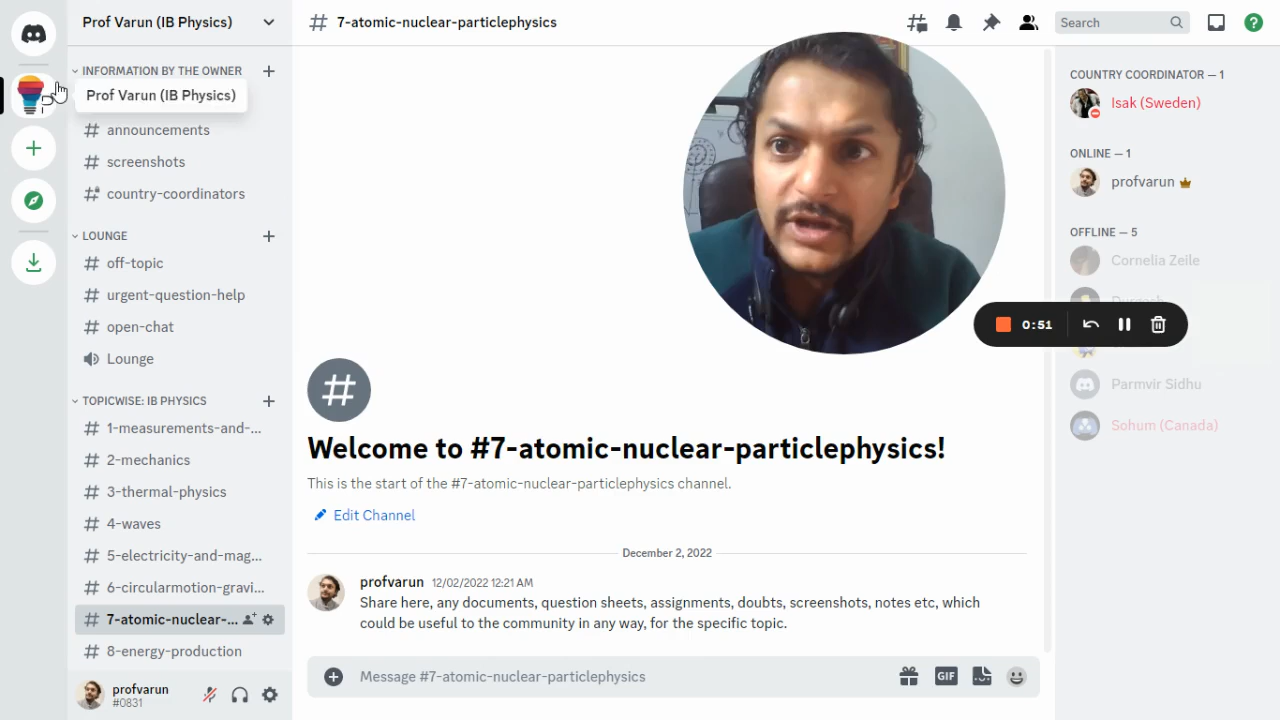 Prof Varun (IB Physics)
7-atomic-nuclear-particlephysics
Search
INFORMATION BY THE OWNER
Prof Varun (IB Physics)
announcements
screenshots
country-coordinators
LOUNGE
off-topic
urgent-question-help
open-chat
Lounge
TOPICWISE: IB PHYSICS
1-measurements-and-...
2-mechanics
3-thermal-physics
4-waves
5-electricity-and-mag...
6-circularmotion-gravi...
7-atomic-nuclear-...
8-energy-production
profvarun
#0831
Welcome to #7-atomic-nuclear-particlephysics!
This is the start of the #7-atomic-nuclear-particlephysics channel.
Edit Channel
December 2, 2022
profvarun 12/02/2022 12:21 AM
Share here, any documents, question sheets, assignments, doubts, screenshots, notes etc, which
could be useful to the community in any way, for the specific topic.
Message #7-atomic-nuclear-particlephysics
GIF
0:51
COUNTRY COORDINATOR — 1
Isak (Sweden)
ONLINE — 1
profvarun
OFFLINE — 5
Cornelia Zeile
Parmvir Sidhu
Sohum (Canada)